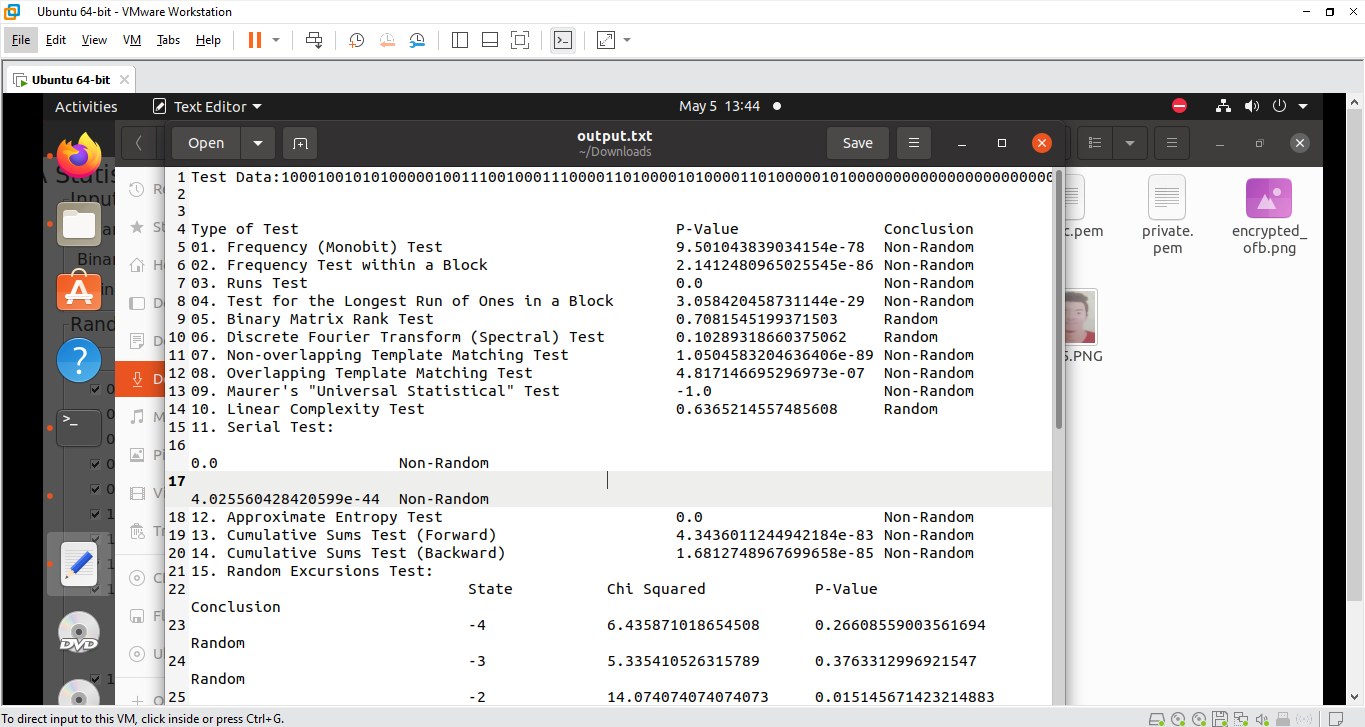 Ubuntu 64-bit - VMware Workstation
File Edit View VM Tabs Help
Ubuntu 64-bit
Activities Text Editor May 5 13:44
Open output.txt Save
~/Downloads
1 Test Data:
2
3
4 Type of Test P-Value Conclusion
5 01. Frequency (Monobit) Test 9.501043839034154e-78 Non-Random
6 02. Frequency Test within a Block 2.1412480965025545e-86 Non-Random
7 03. Runs Test 0.0 Non-Random
8 04. Test for the Longest Run of Ones in a Block 3.058420458731144e-29 Non-Random
9 05. Binary Matrix Rank Test 0.7081545199371503 Random
10 06. Discrete Fourier Transform (Spectral) Test 0.10289318660375062 Random
11 07. Non-overlapping Template Matching Test 1.0504583204636406e-89 Non-Random
12 08. Overlapping Template Matching Test 4.817146695296973e-07 Non-Random
13 09. Maurer's "Universal Statistical" Test -1.0 Non-Random
14 10. Linear Complexity Test 0.6365214557485608 Random
15 11. Serial Test:
16
0.0 Non-Random
17
4.025560428420599e-44 Non-Random
18 12. Approximate Entropy Test 0.0 Non-Random
19 13. Cumulative Sums Test (Forward) 4.3436011244942184e-83 Non-Random
20 14. Cumulative Sums Test (Backward) 1.6812748967699658e-85 Non-Random
21 15. Random Excursions Test:
22 State Chi Squared P-Value
Conclusion
23 -4 6.435871018654508 0.26608559003561694
Random
24 -3 5.335410526315789 0.3763312996921547
Random
25 -2 14.074074074074073 0.015145671423214883
c.pem
private.
pem
encrypted_
ofb.png
.PNG
DVD
To direct input to this VM, click inside or press Ctrl+G.